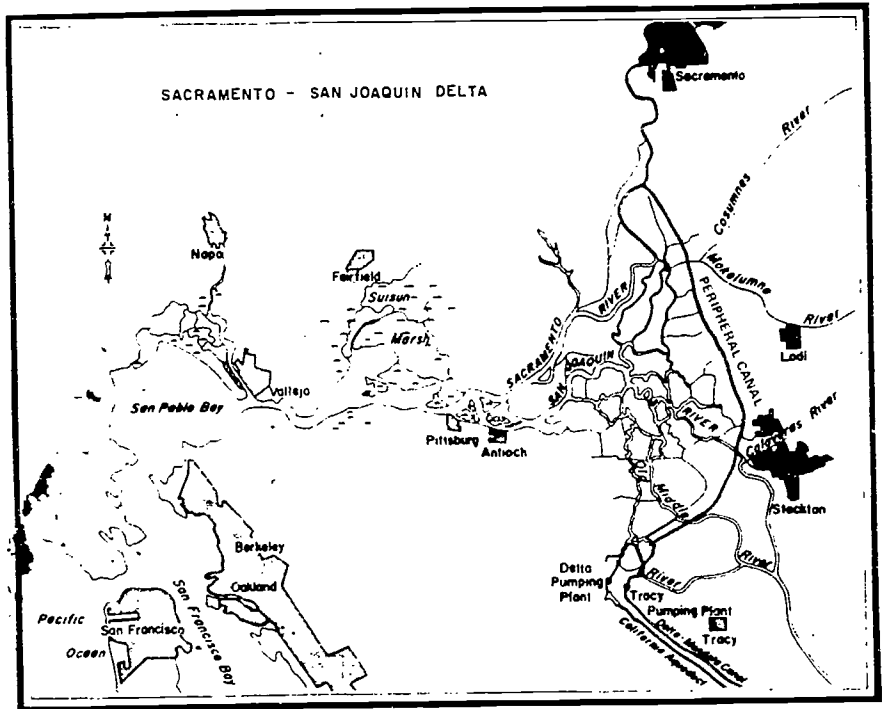 SACRAMENTO - SAN JOAQUIN DELTA
Sacramento
River
Cosumnes
N
Napa
Fairfield
Suisun
Marsh
Mokelumne
River
RIVER
SACRAMENTO
PERIPHERAL CANAL
Lodi
SAN JOAQUIN
RIVER
Vallejo
San Pablo Bay
Pittsburg
Antioch
Calaveras River
Stockton
Old
Middle
River
River
Berkeley
Oakland
Delta
Pumping
Plant
Tracy
Pumping Plant
Tracy
Pacific
Ocean
San Francisco
San Francisco Bay
Delta-Mendota Canal
California Aqueduct